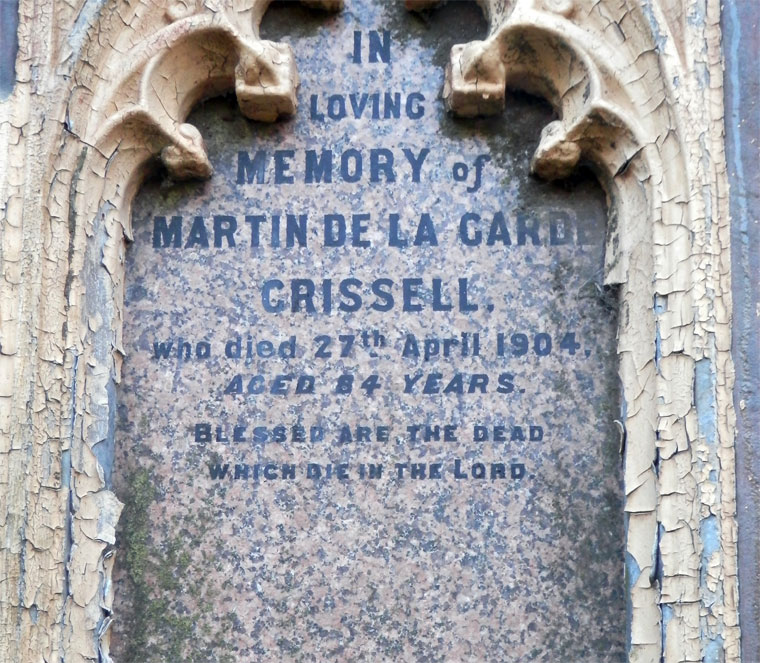 IN
LOVING
MEMORY of
MARTIN DE LA GARDE
GRISSELL.
who died 27th April 1904.
AGED 84 YEARS.
BLESSED ARE THE DEAD
WHICH DIE IN THE LORD.